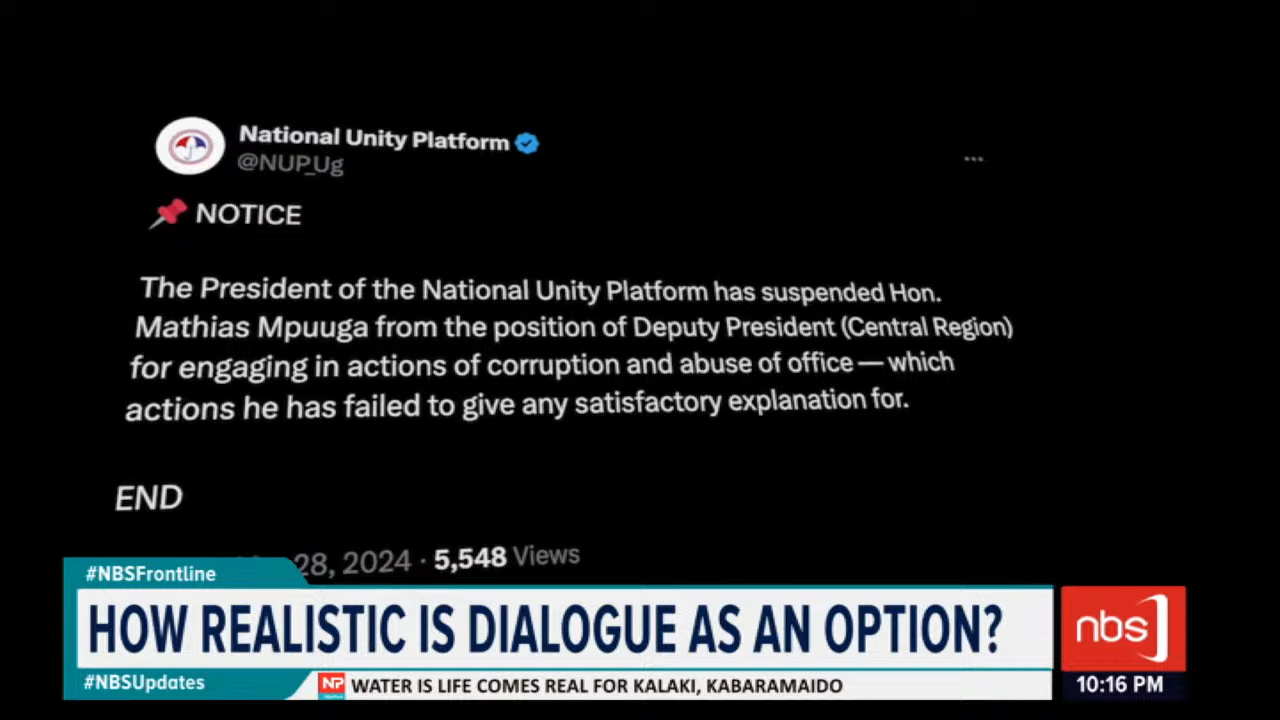 National Unity Platform
@NUP_Ug
NOTICE
The President of the National Unity Platform has suspended Hon.
Mathias Mpuuga from the position of Deputy President (Central Region)
for engaging in actions of corruption and abuse of office — which
actions he has failed to give any satisfactory explanation for.
END
28, 2024 · 5,548 Views
#NBSFrontline
HOW REALISTIC IS DIALOGUE AS AN OPTION?
nbs
#NBSUpdates
NP WATER IS LIFE COMES REAL FOR KALAKI, KABARAMAIDO
10:16 PM